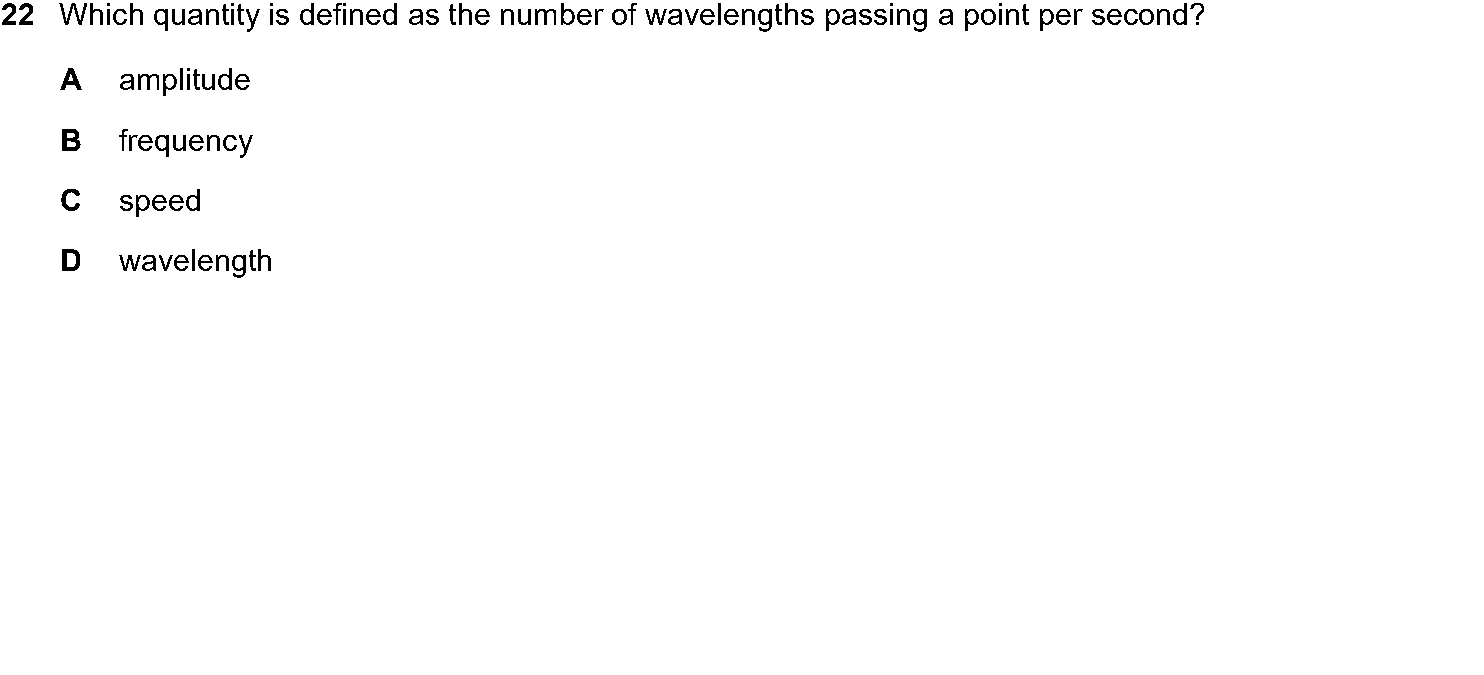 22 Which quantity is defined as the number of wavelengths passing a point per second?
A amplitude
B frequency
C speed
D wavelength